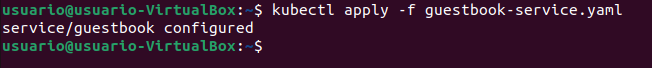 usuario@usuario-VirtualBox:~$ kubectl apply -f guestbook-service.yaml
service/guestbook configured
usuario@usuario-VirtualBox:~$